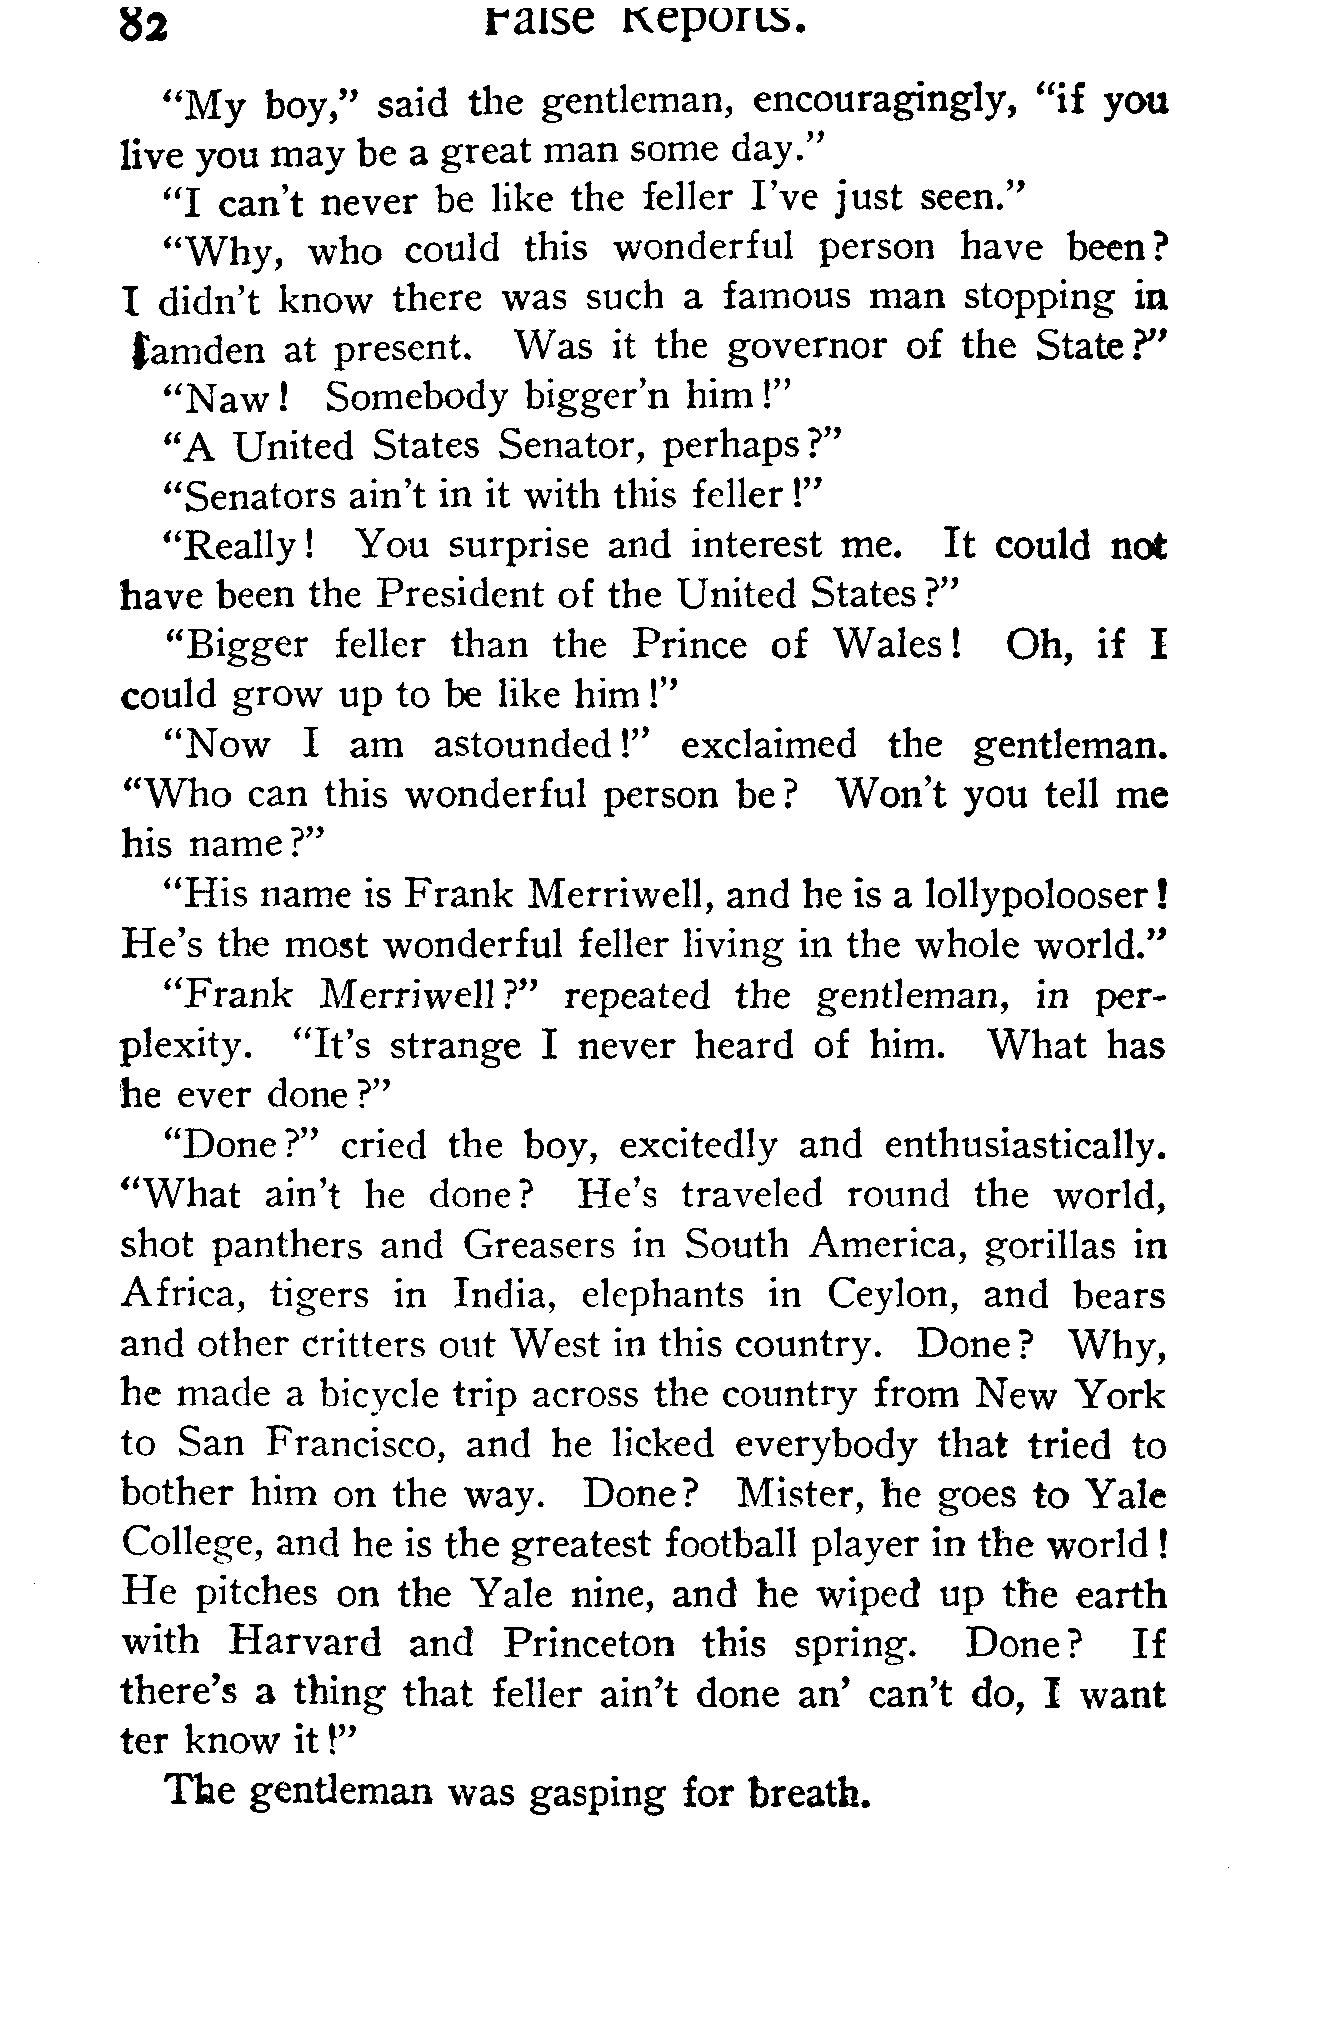 82 False Reports.
"My boy," said the gentleman, encouragingly, "if you
live you may be a great man some day."
"I can't never be like the feller I've just seen."
"Why, who could this wonderful person have been?
I didn't know there was such a famous man stopping in
Camden at present. Was it the governor of the State?"
"Naw! Somebody bigger'n him!"
"A United States Senator, perhaps?"
"Senators ain't in it with this feller!"
"Really! You surprise and interest me. It could not
have been the President of the United States?"
"Bigger feller than the Prince of Wales! Oh, if I
could grow up to be like him!"
"Now I am astounded!" exclaimed the gentleman.
"Who can this wonderful person be? Won't you tell me
his name?"
"His name is Frank Merriwell, and he is a lollypolooser!
He's the most wonderful feller living in the whole world."
"Frank Merriwell?" repeated the gentleman, in per-
plexity. "It's strange I never heard of him. What has
he ever done?"
"Done?" cried the boy, excitedly and enthusiastically.
"What ain't he done? He's traveled round the world,
shot panthers and Greasers in South America, gorillas in
Africa, tigers in India, elephants in Ceylon, and bears
and other critters out West in this country. Done? Why,
he made a bicycle trip across the country from New York
to San Francisco, and he licked everybody that tried to
bother him on the way. Done? Mister, he goes to Yale
College, and he is the greatest football player in the world!
He pitches on the Yale nine, and he wiped up the earth
with Harvard and Princeton this spring. Done? If
there's a thing that feller ain't done an' can't do, I want
ter know it!"
The gentleman was gasping for breath.